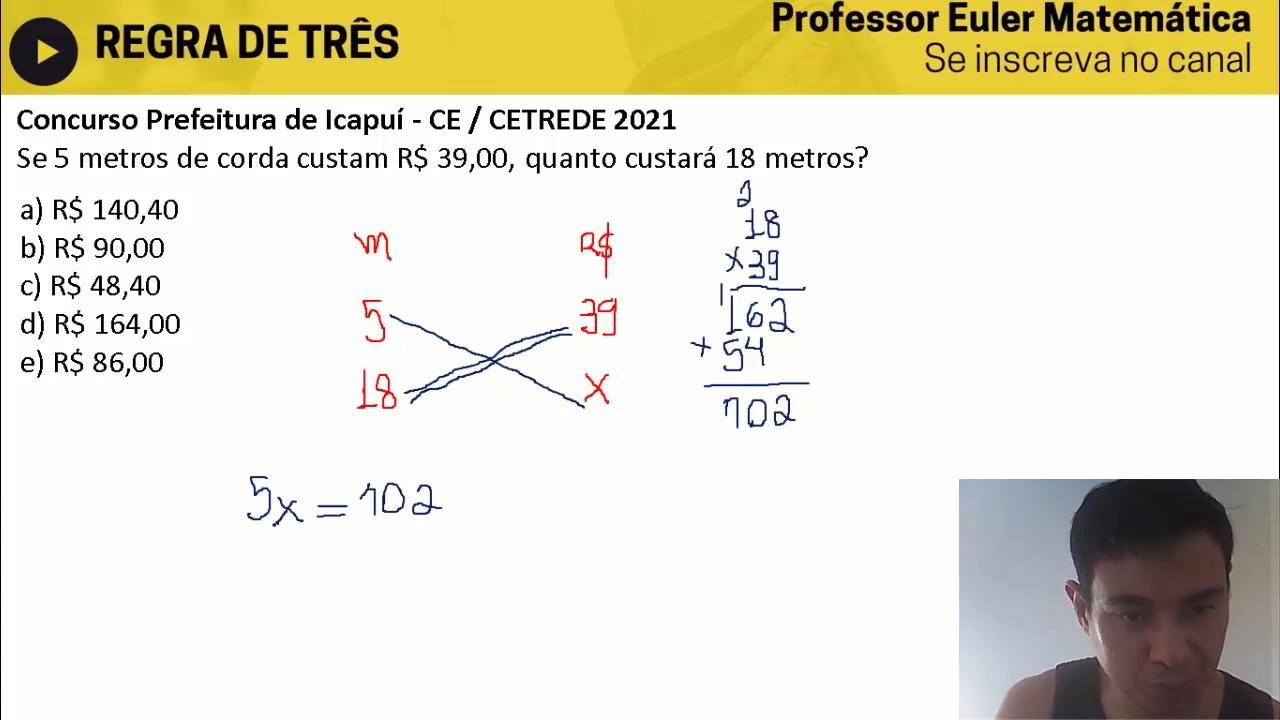 REGRA DE TRÊS
Professor Euler Matemática
Se inscreva no canal
Concurso Prefeitura de Icapuí - CE / CETREDE 2021
Se 5 metros de corda custam R$ 39,00, quanto custará 18 metros?
a) R$ 140,40
b) R$ 90,00
c) R$ 48,40
d) R$ 164,00
e) R$ 86,00
m R$
5 39
18 x
2
18
x 39
1
162
+ 54
702
5x = 702